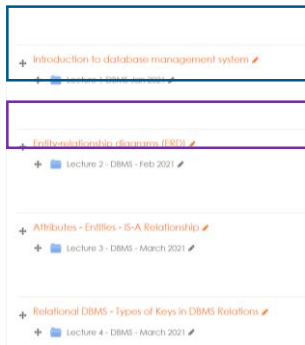 Introduction to database management system
Lecture 1-DBMS-Jan 2021
Entity-relationship diagrams (ERD)
Lecture 2 - DBMS - Feb 2021
Attributes - Entities - IS-A Relationship
Lecture 3 - DBMS - March 2021
Relational DBMS - Types of Keys in DBMS Relations
Lecture 4 - DBMS - March 2021